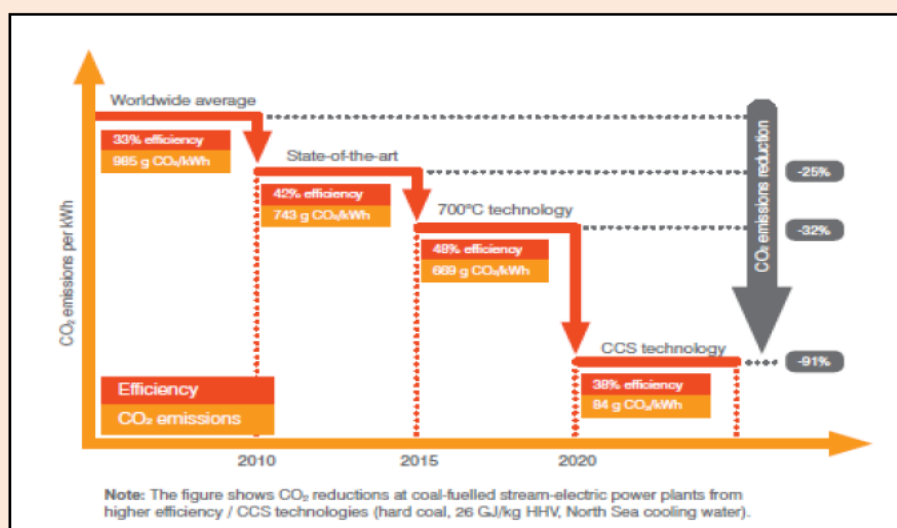 Worldwide average
33% efficiency
985 g CO₂/kWh
State-of-the-art
42% efficiency
743 g CO₂/kWh
700°C technology
48% efficiency
669 g CO₂/kWh
CCS technology
38% efficiency
84 g CO₂/kWh
CO₂ emissions reduction
-25%
-32%
-91%
CO₂ emissions per kWh
Efficiency
CO₂ emissions
2010
2015
2020
Note: The figure shows CO₂ reductions at coal-fuelled stream-electric power plants from
higher efficiency / CCS technologies (hard coal, 26 GJ/kg HHV, North Sea cooling water).